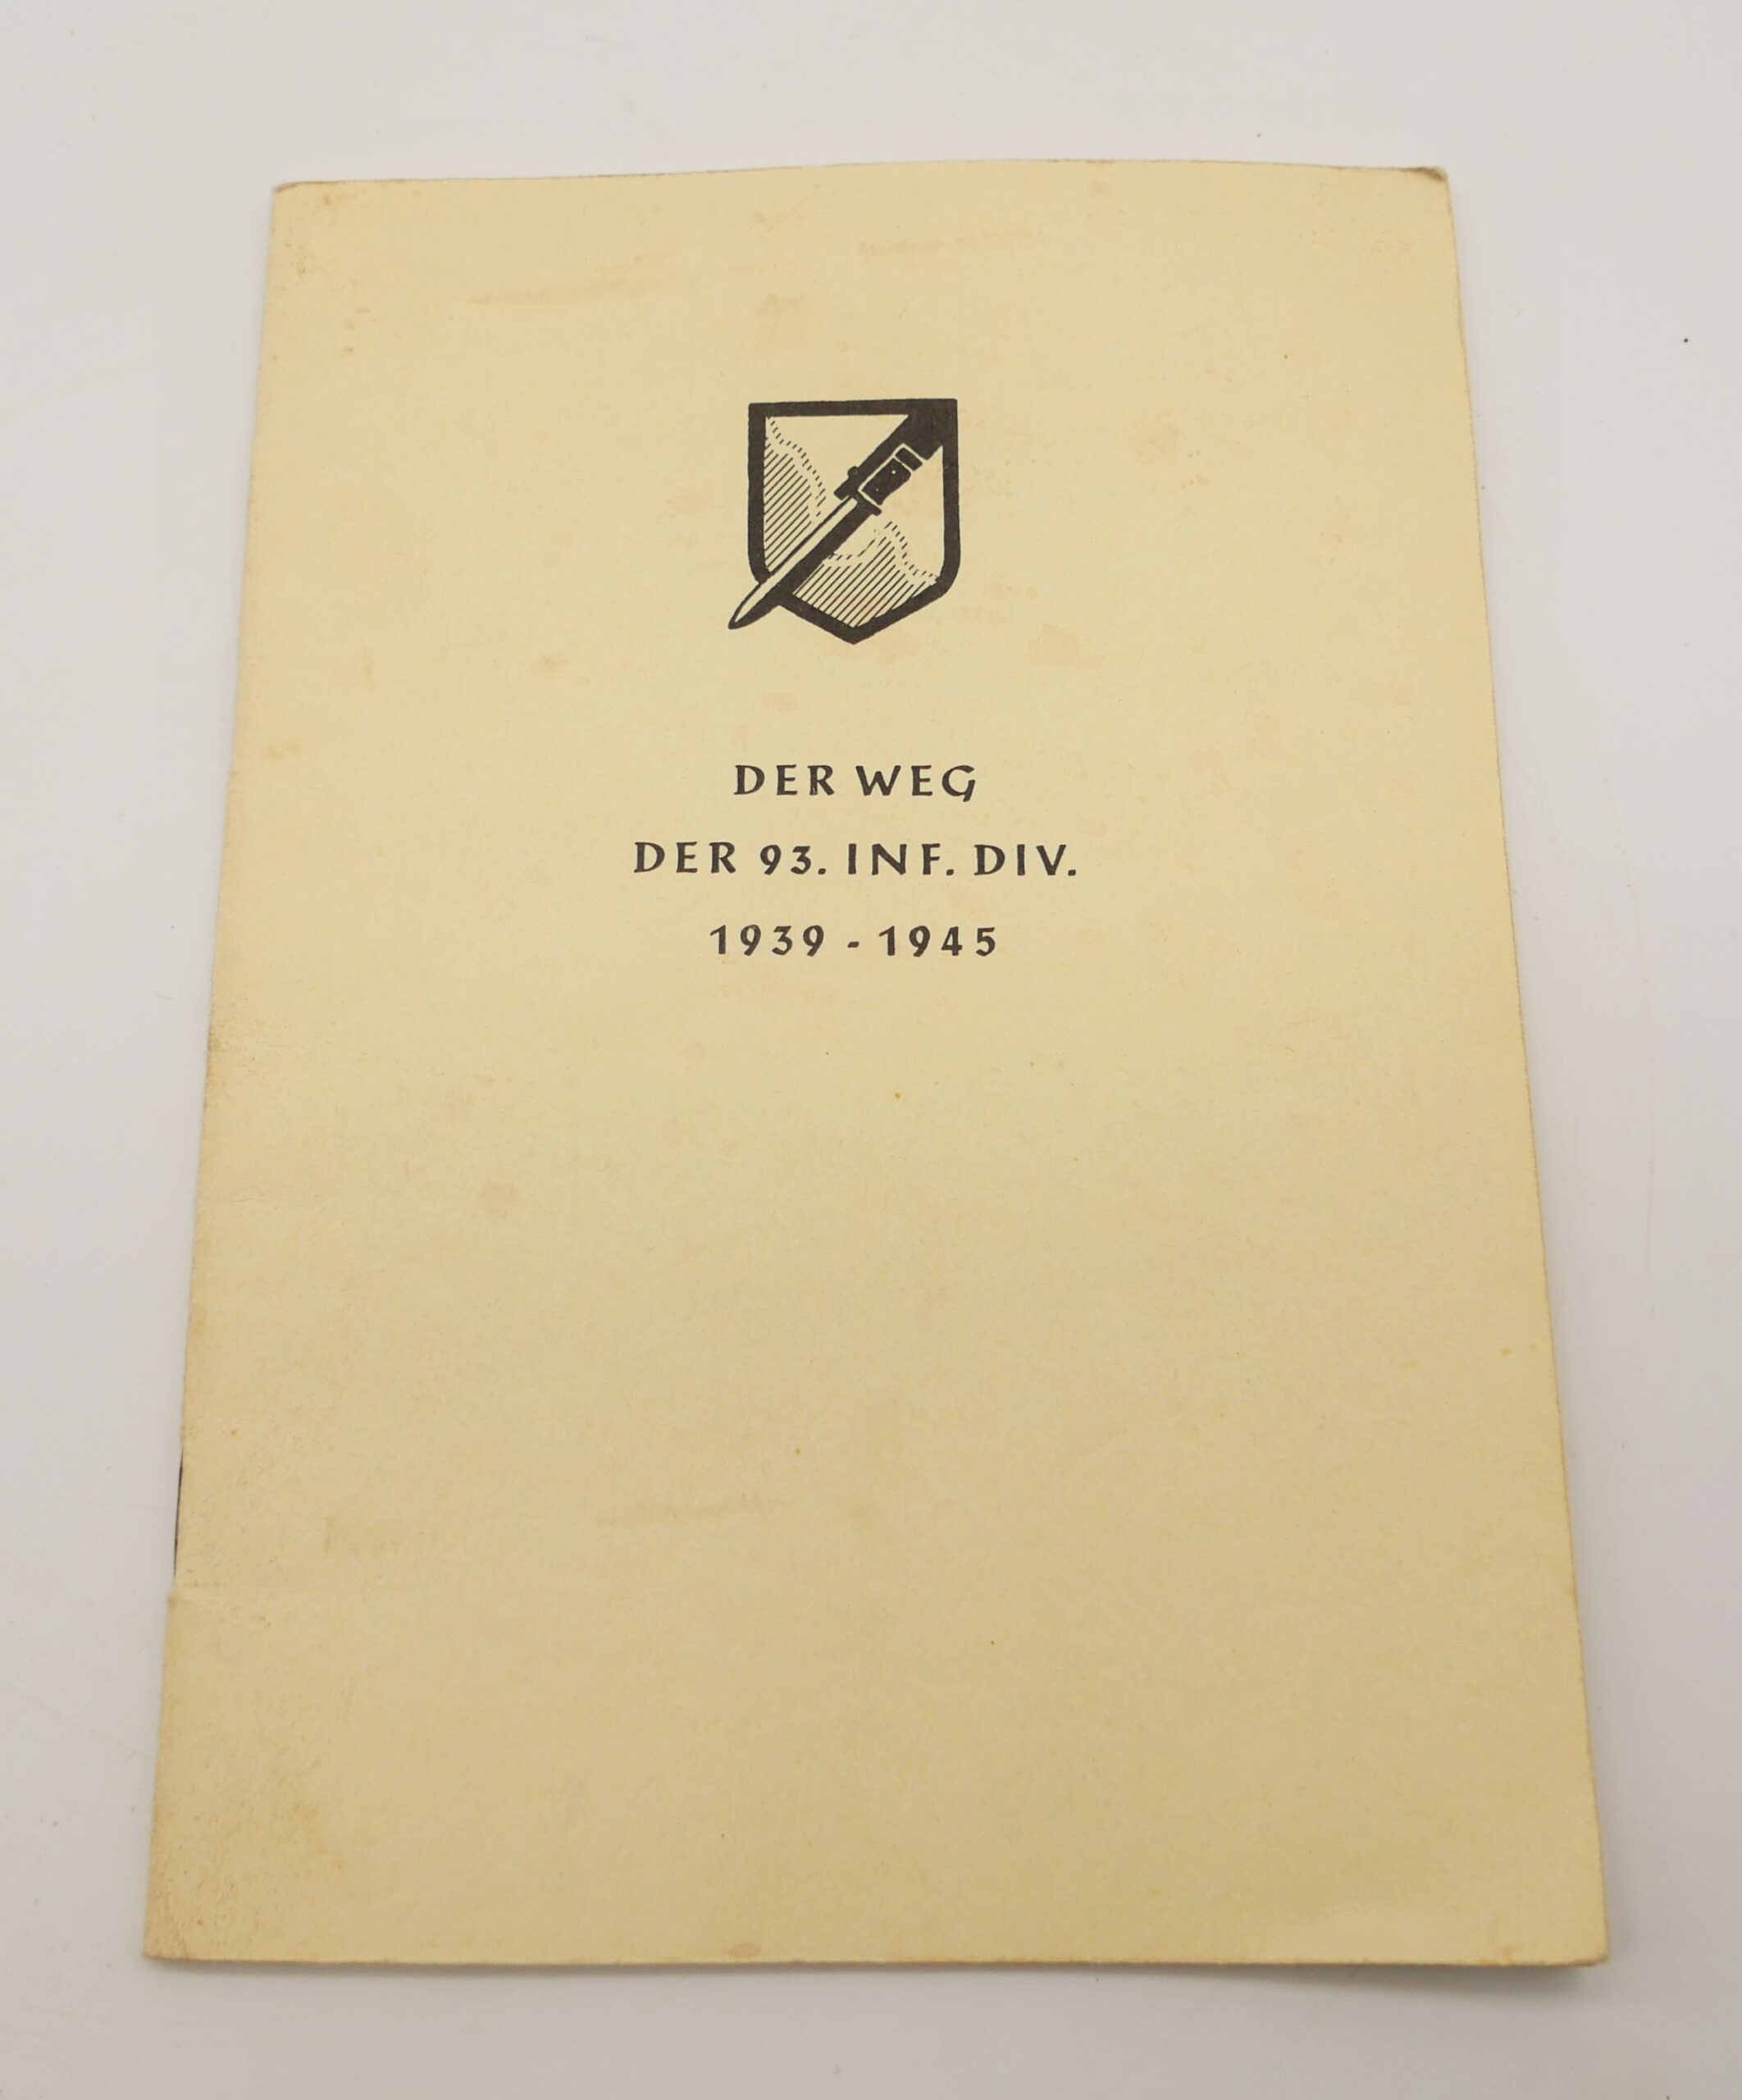 DER WEG
DER 93. INF. DIV.
1939 - 1945